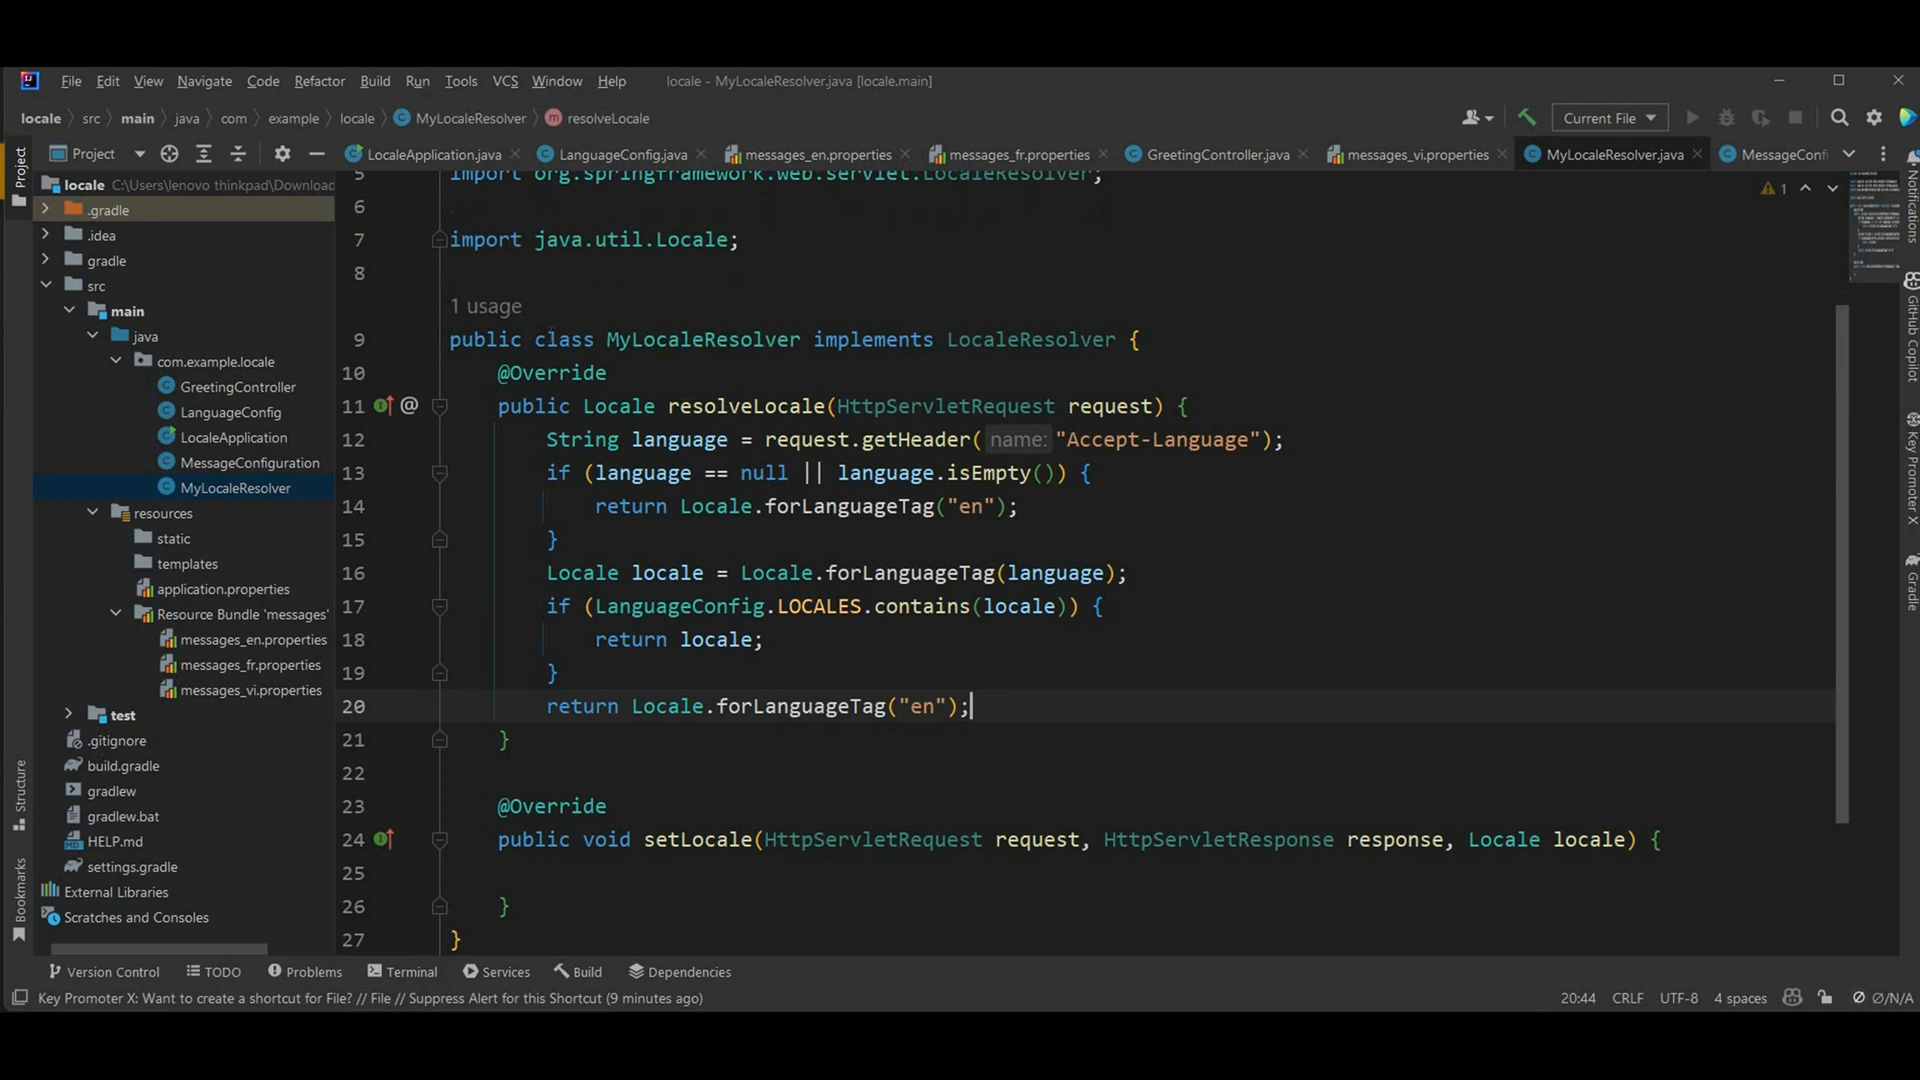 File Edit View Navigate Code Refactor Build Run Tools VCS Window Help locale - MyLocaleResolver.java [locale.main]
locale src main java com example locale MyLocaleResolver resolveLocale Current File
Project LocaleApplication.java LanguageConfig.java messages_en.properties messages_fr.properties GreetingController.java messages_vi.properties MyLocaleResolver.java MessageConfi
Project
locale C:\Users\lenovo thinkpad\Download
.gradle
.idea
gradle
src
main
java
com.example.locale
GreetingController
LanguageConfig
LocaleApplication
MessageConfiguration
MyLocaleResolver
resources
static
templates
application.properties
Resource Bundle 'messages'
messages_en.properties
messages_fr.properties
messages_vi.properties
test
.gitignore
build.gradle
gradlew
gradlew.bat
HELP.md
settings.gradle
External Libraries
Scratches and Consoles
Structure
Bookmarks
5 import org.springframework.web.servlet.LocaleResolver;
6
7 import java.util.Locale;
8
1 usage
9 public class MyLocaleResolver implements LocaleResolver {
10 @Override
11 @ public Locale resolveLocale(HttpServletRequest request) {
12 String language = request.getHeader( name: "Accept-Language");
13 if (language == null || language.isEmpty()) {
14 return Locale.forLanguageTag("en");
15 }
16 Locale locale = Locale.forLanguageTag(language);
17 if (LanguageConfig.LOCALES.contains(locale)) {
18 return locale;
19 }
20 return Locale.forLanguageTag("en");
21 }
22
23 @Override
24 public void setLocale(HttpServletRequest request, HttpServletResponse response, Locale locale) {
25
26 }
27 }
1
Notifications
GitHub Copilot
Key Promoter X
Gradle
Version Control TODO Problems Terminal Services Build Dependencies
Key Promoter X: Want to create a shortcut for File? // File // Suppress Alert for this Shortcut (9 minutes ago) 20:44 CRLF UTF-8 4 spaces Ø/N/A